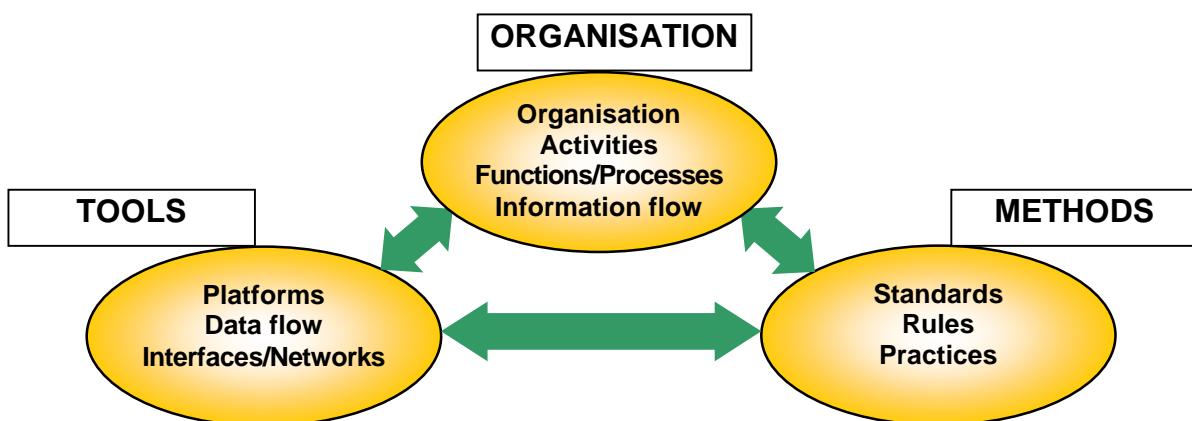 ORGANISATION
Organisation
Activities
Functions/Processes
Information flow
TOOLS
Platforms
Data flow
Interfaces/Networks
METHODS
Standards
Rules
Practices